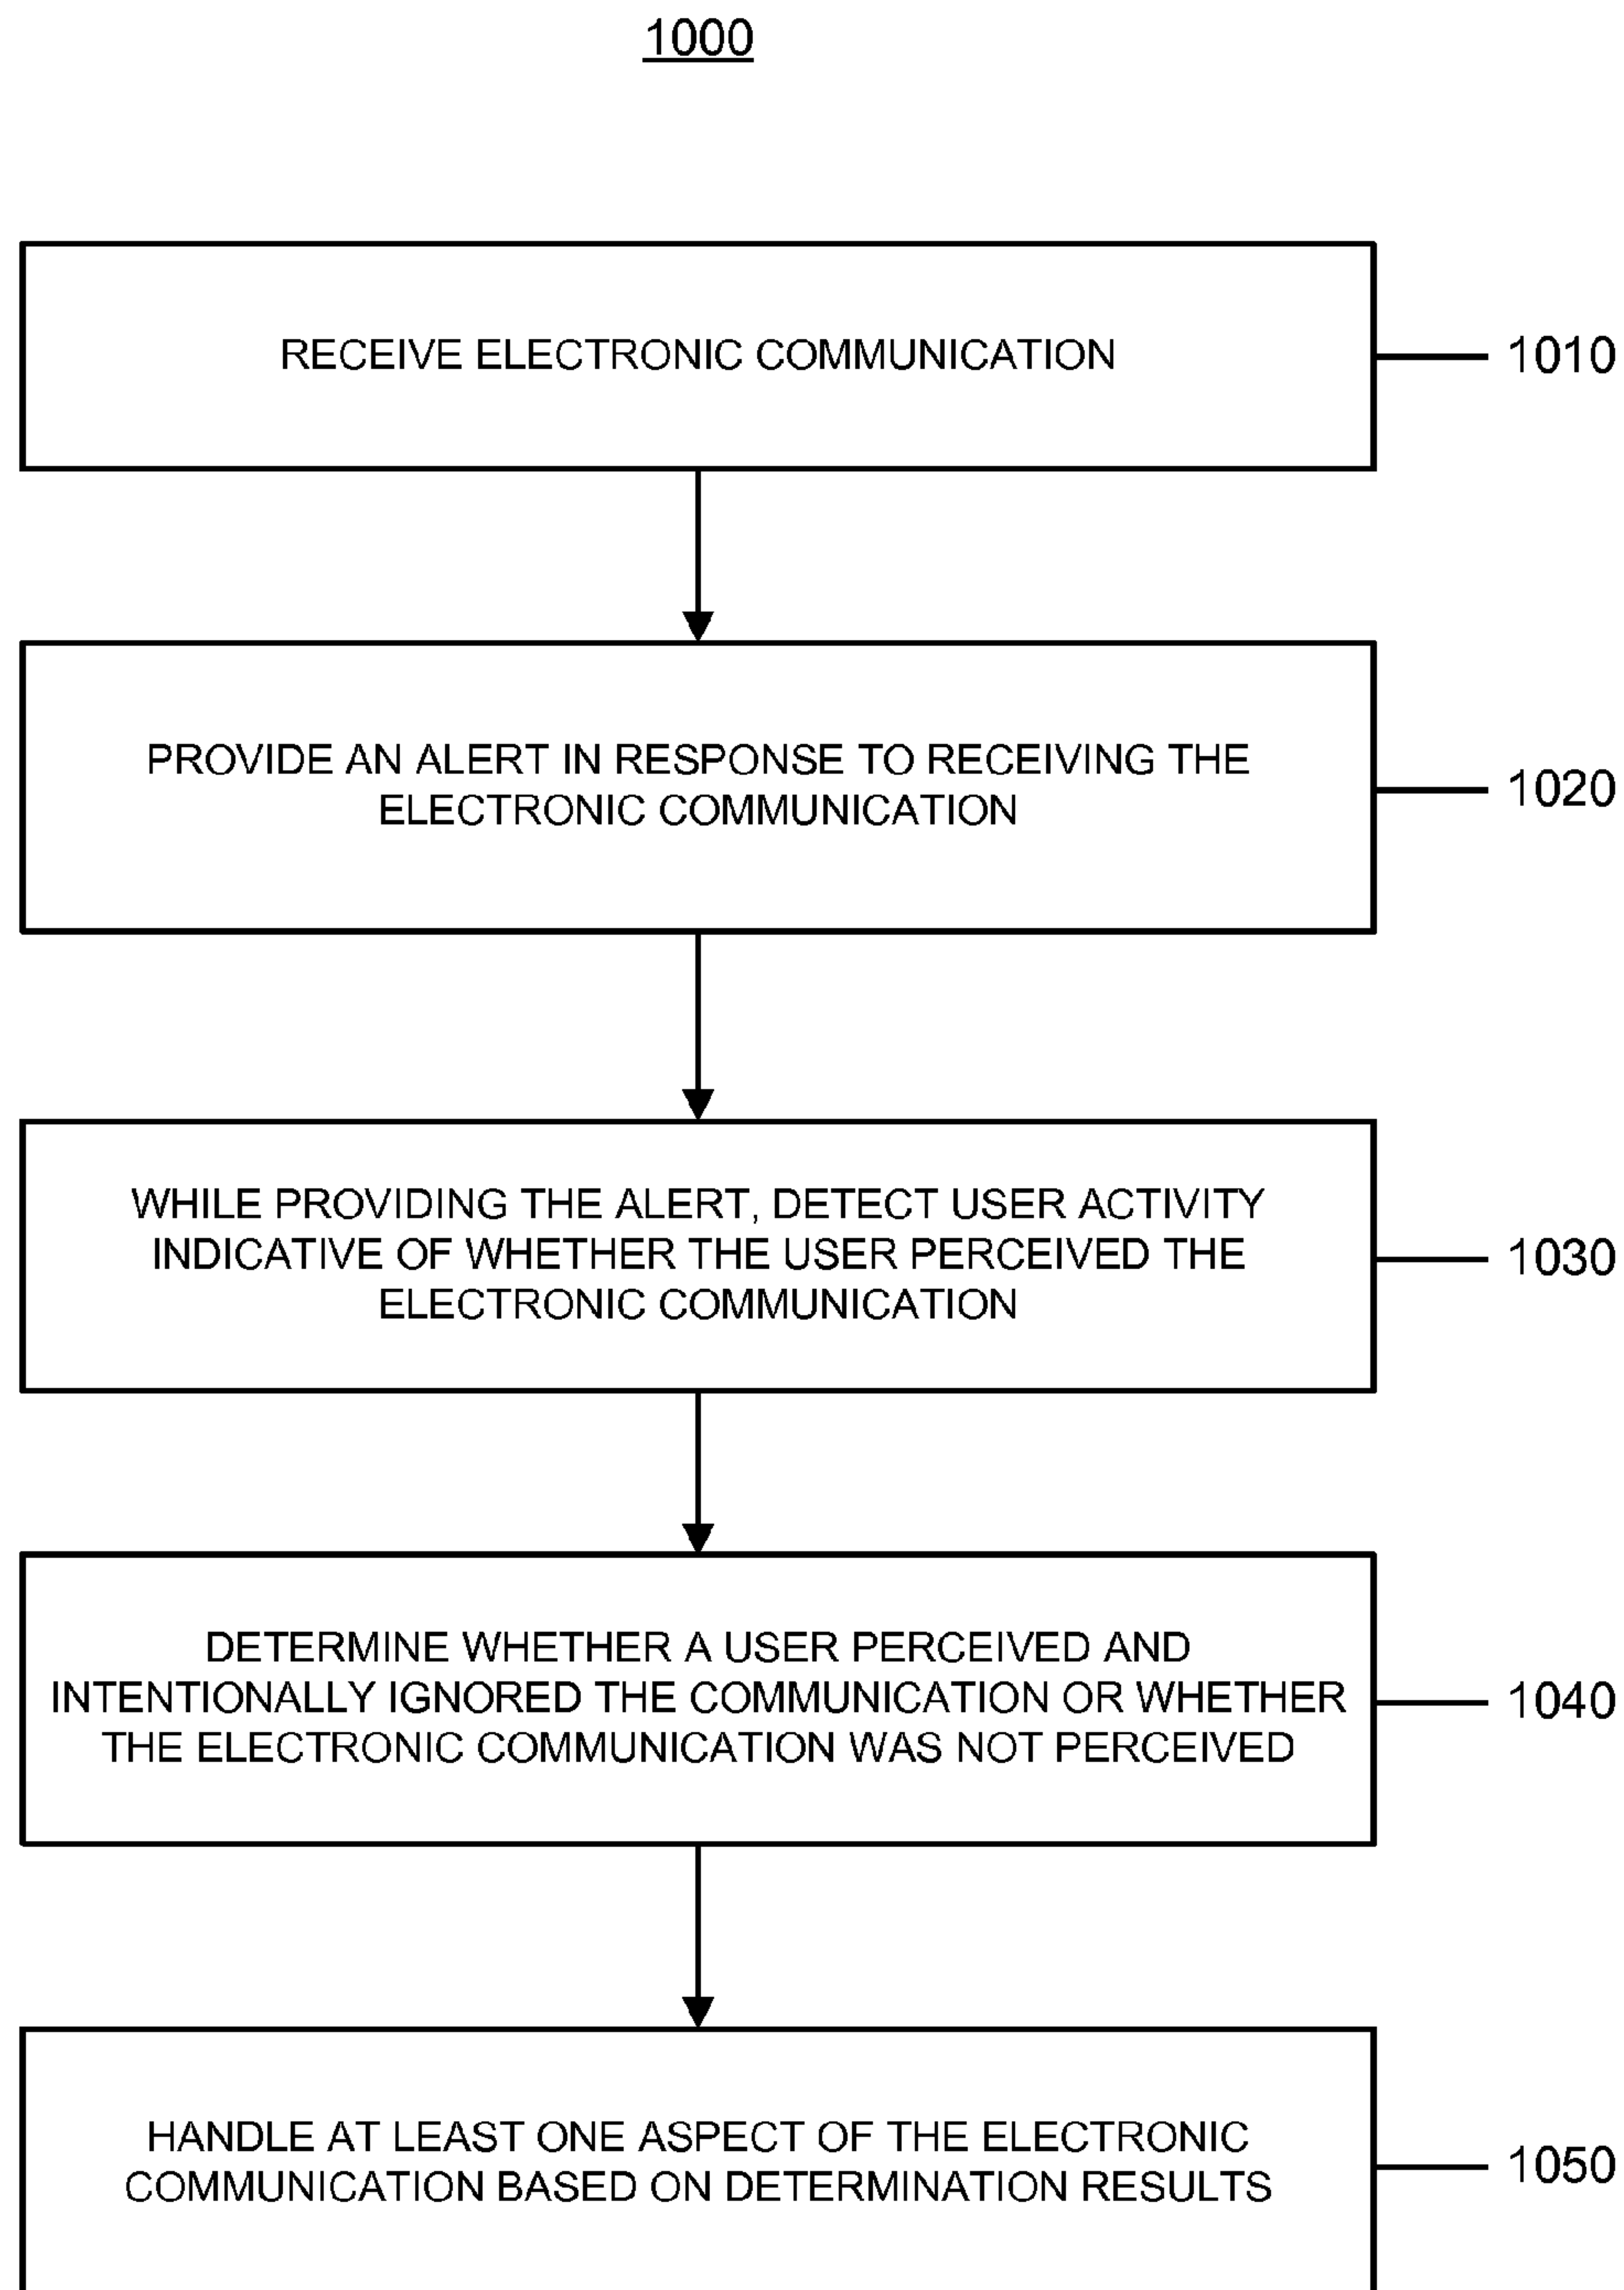 1000
RECEIVE ELECTRONIC COMMUNICATION
1010
PROVIDE AN ALERT IN RESPONSE TO RECEIVING THE
ELECTRONIC COMMUNICATION
1020
WHILE PROVIDING THE ALERT, DETECT USER ACTIVITY
INDICATIVE OF WHETHER THE USER PERCEIVED THE
ELECTRONIC COMMUNICATION
1030
DETERMINE WHETHER A USER PERCEIVED AND
INTENTIONALLY IGNORED THE COMMUNICATION OR WHETHER
THE ELECTRONIC COMMUNICATION WAS NOT PERCEIVED
1040
HANDLE AT LEAST ONE ASPECT OF THE ELECTRONIC
COMMUNICATION BASED ON DETERMINATION RESULTS
1050